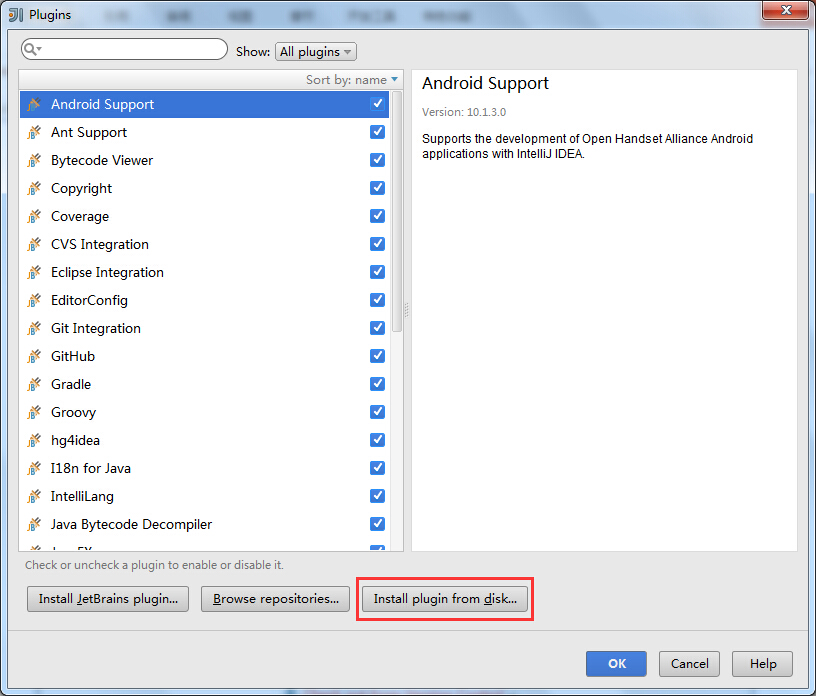 Plugins
Show: All plugins
Sort by: name
Android Support
Ant Support
Bytecode Viewer
Copyright
Coverage
CVS Integration
Eclipse Integration
EditorConfig
Git Integration
GitHub
Gradle
Groovy
hg4idea
I18n for Java
IntelliLang
Java Bytecode Decompiler
Android Support
Version: 10.1.3.0
Supports the development of Open Handset Alliance Android
applications with IntelliJ IDEA.
Check or uncheck a plugin to enable or disable it.
Install JetBrains plugin...
Browse repositories...
Install plugin from disk...
OK
Cancel
Help